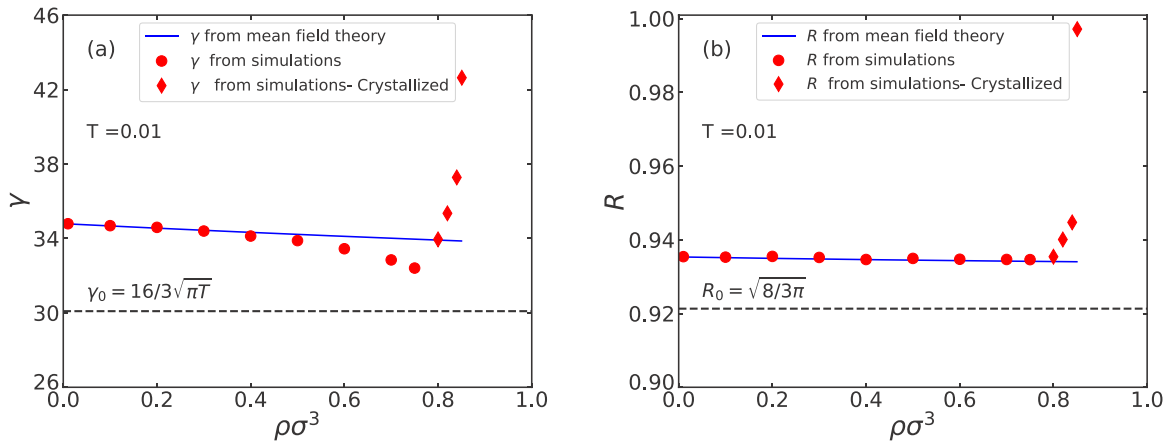 (a)
γ from mean field theory
γ from simulations
γ from simulations- Crystallized
T =0.01
γ₀ = 16/3√πT
46
42
38
34
30
26
γ
0.0 0.2 0.4 0.6 0.8 1.0
ρσ³
(b)
R from mean field theory
R from simulations
R from simulations- Crystallized
T =0.01
R₀ = √8/3π
1.00
0.98
0.96
0.94
0.92
0.90
R
0.0 0.2 0.4 0.6 0.8 1.0
ρσ³